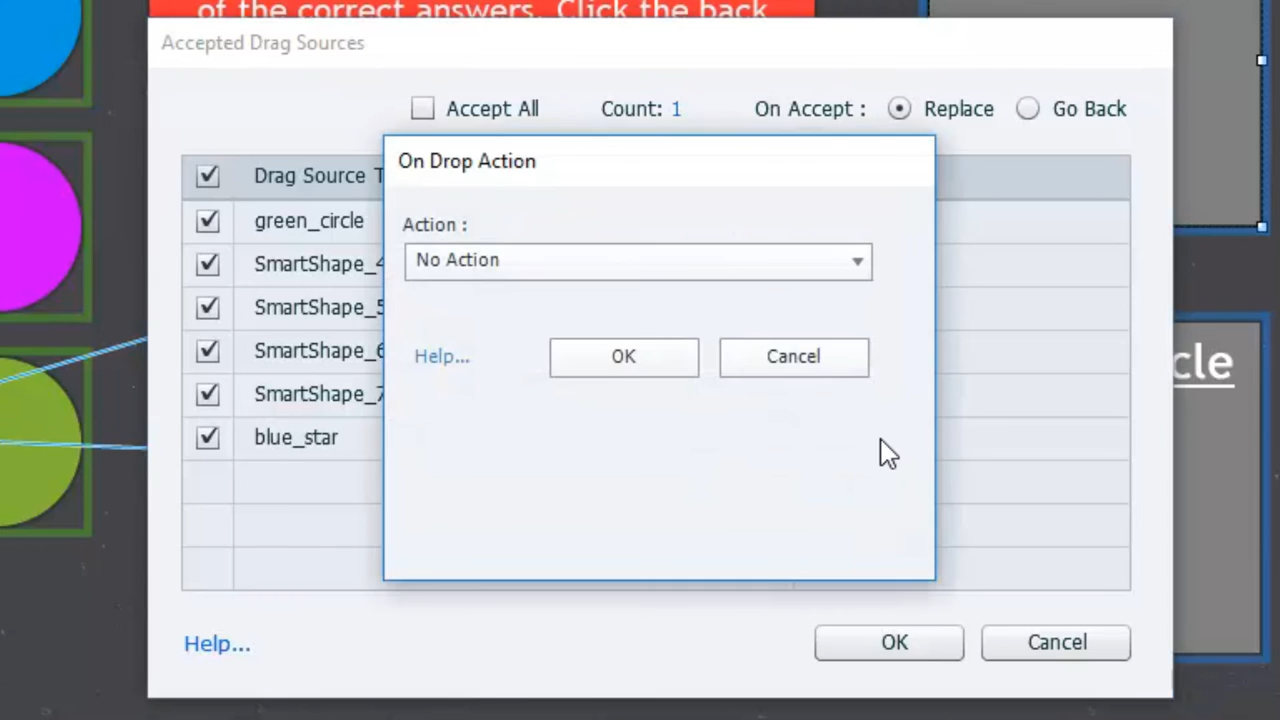 of the correct answers. Click the back
Accepted Drag Sources
Accept All Count: 1 On Accept : Replace Go Back
On Drop Action
Drag Source T
Action :
green_circle
No Action
SmartShape_4
SmartShape_5
SmartShape_6
Help... OK Cancel
cle
SmartShape_7
blue_star
Help... OK Cancel